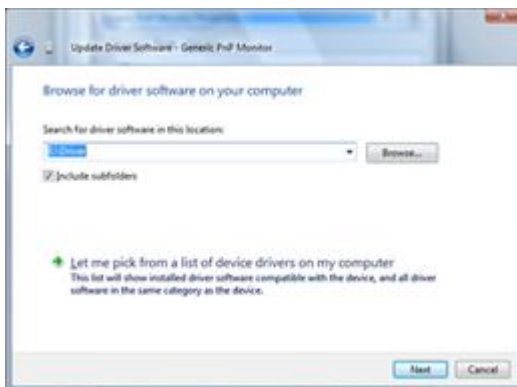 Update Driver Software - Generic PnP Monitor
Browse for driver software on your computer
Search for driver software in this location:
Browse...
Include subfolders
Let me pick from a list of device drivers on my computer
This list will show installed driver software compatible with the device, and all driver
software in the same category as the device.
Next Cancel